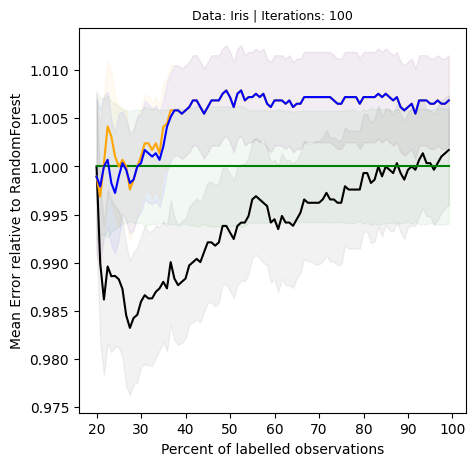 Data: Iris | Iterations: 100
Mean Error relative to RandomForest
1.010
1.005
1.000
0.995
0.990
0.985
0.980
0.975
20 30 40 50 60 70 80 90 100
Percent of labelled observations